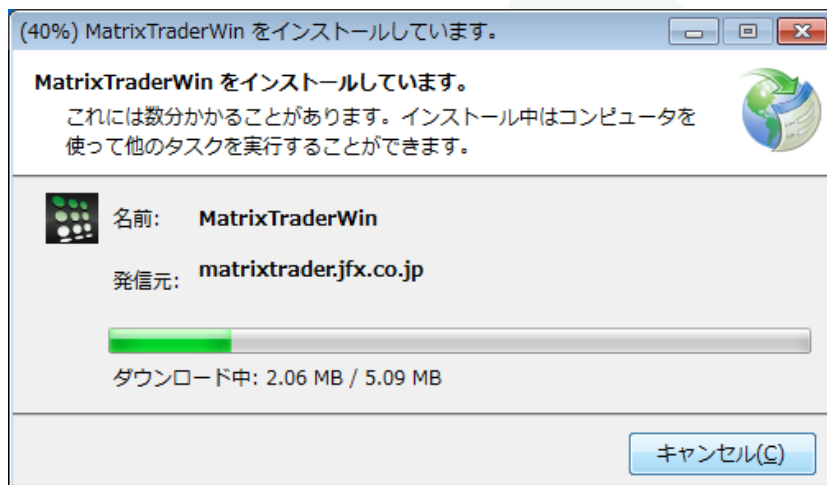 (40%) MatrixTraderWin をインストールしています。
MatrixTraderWin をインストールしています。
これには数分かかることがあります。インストール中はコンピュータを
使って他のタスクを実行することができます。
名前: MatrixTraderWin
発信元: matrixtrader.jfx.co.jp
ダウンロード中: 2.06 MB / 5.09 MB
キャンセル(C)